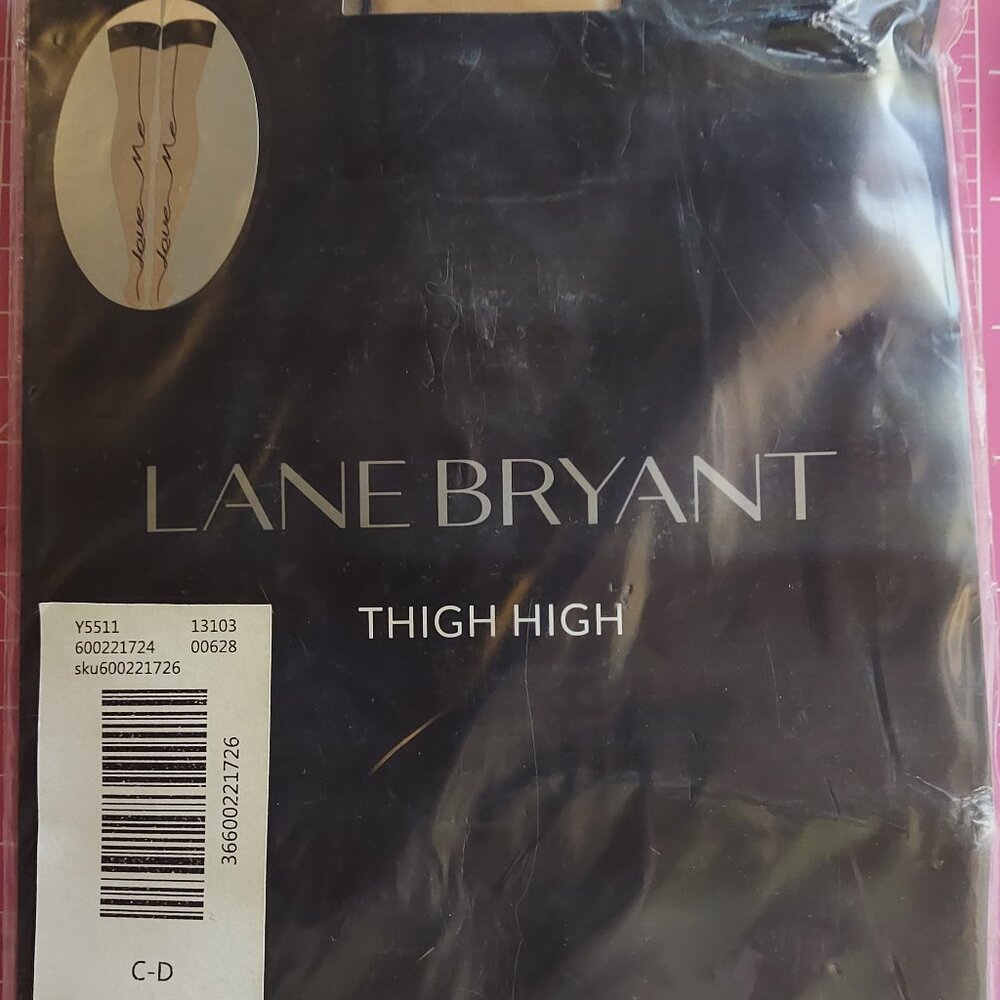 Love Me
Love Me
LANE BRYANT
THIGH HIGH
Y5511 13103
600221724 00628
sku600221726
36600221726
C-D